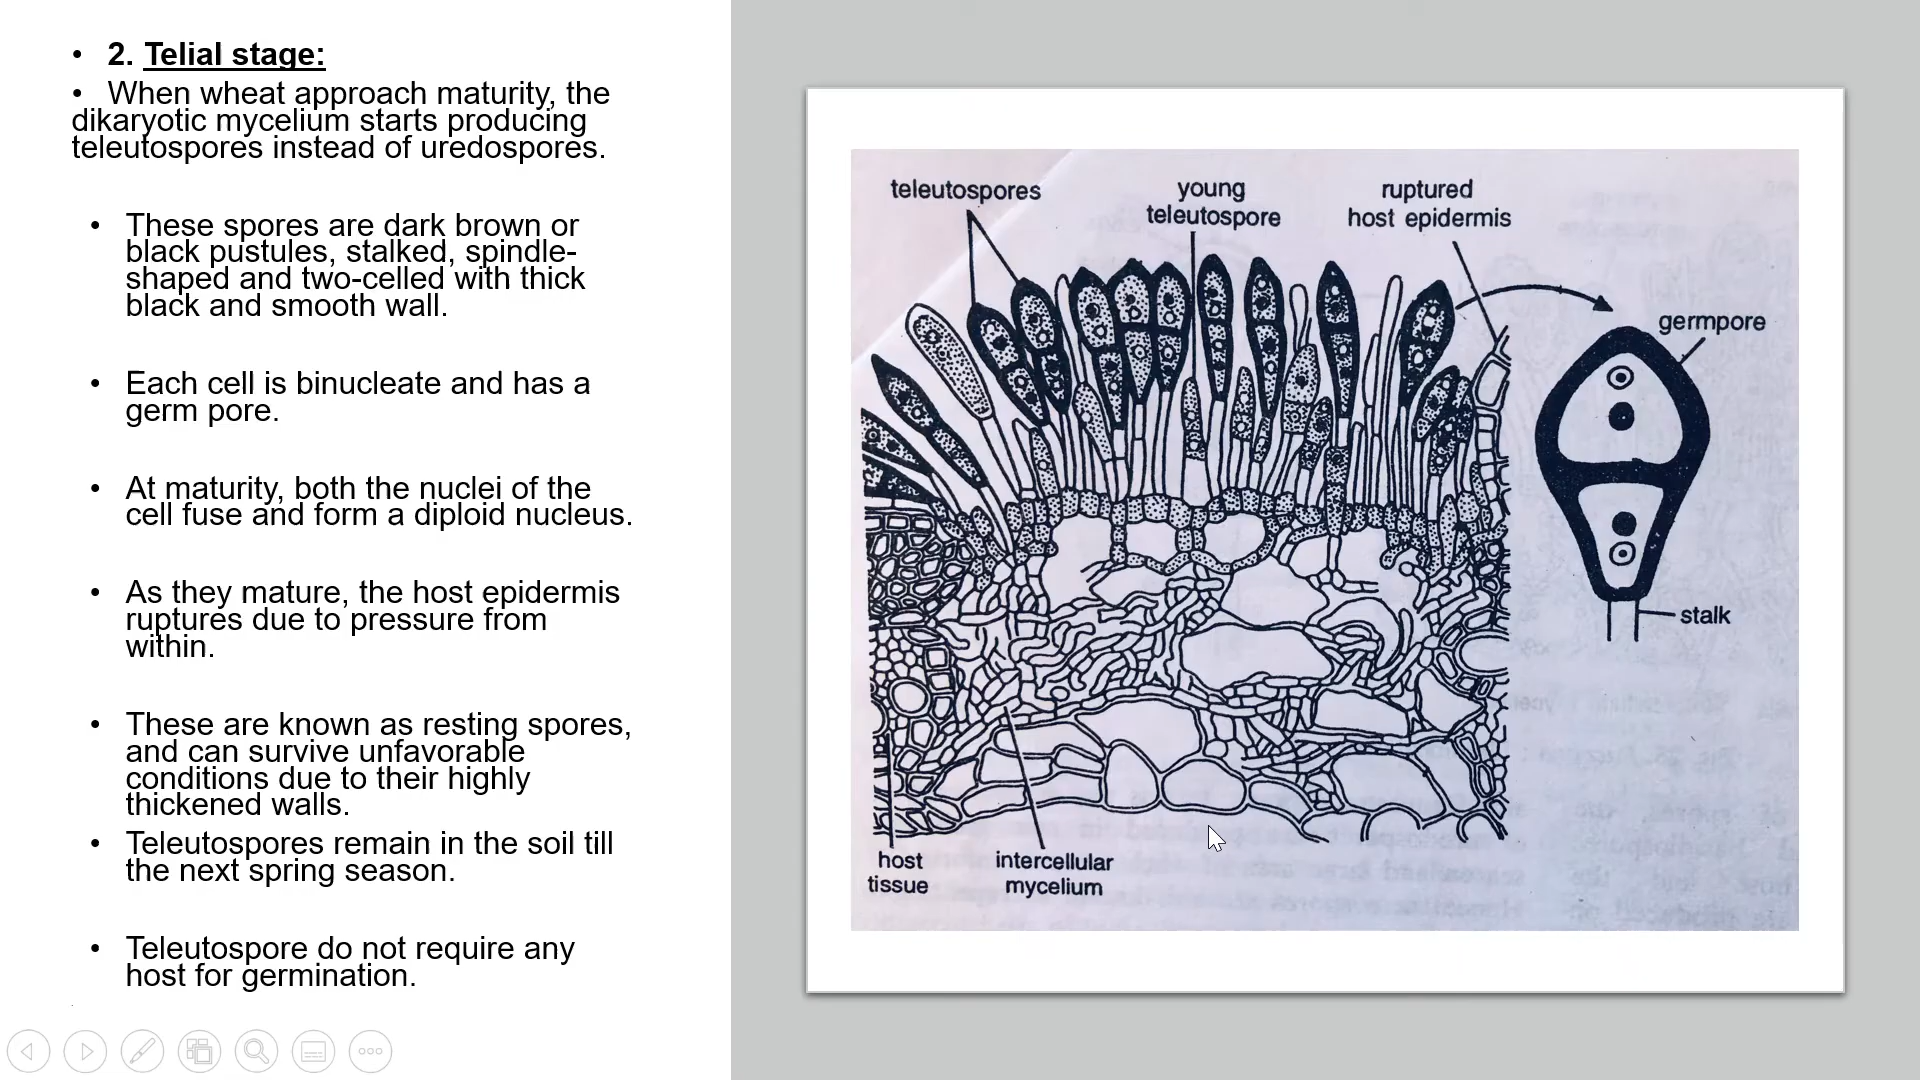 • 2. Telial stage:
• When wheat approach maturity, the
dikaryotic mycelium starts producing
teleutospores instead of uredospores.
• These spores are dark brown or
black pustules, stalked, spindle-
shaped and two-celled with thick
black and smooth wall.
• Each cell is binucleate and has a
germ pore.
• At maturity, both the nuclei of the
cell fuse and form a diploid nucleus.
• As they mature, the host epidermis
ruptures due to pressure from
within.
• These are known as resting spores,
and can survive unfavorable
conditions due to their highly
thickened walls.
• Teleutospores remain in the soil till
the next spring season.
• Teleutospore do not require any
host for germination.
teleutospores
young
teleutospore
ruptured
host epidermis
germpore
stalk
host
tissue
intercellular
mycelium